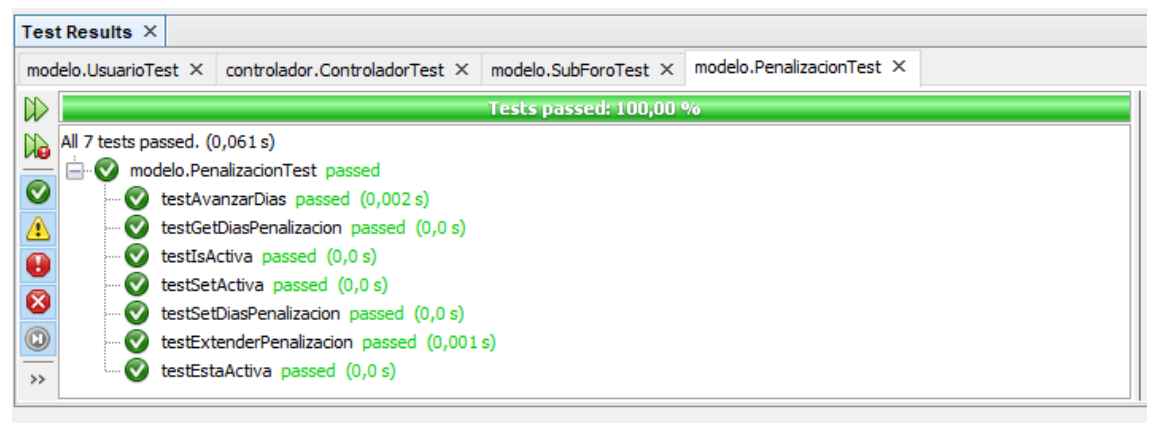 Test Results
modelo.UsuarioTest controlador.ControladorTest modelo.SubForoTest modelo.PenalizacionTest
Tests passed: 100,00 %
All 7 tests passed. (0,061 s)
modelo.PenalizacionTest passed
testAvanzarDias passed (0,002 s)
testGetDiasPenalizacion passed (0,0 s)
testIsActiva passed (0,0 s)
testSetActiva passed (0,0 s)
testSetDiasPenalizacion passed (0,0 s)
testExtenderPenalizacion passed (0,001 s)
testEstaActiva passed (0,0 s)
>>